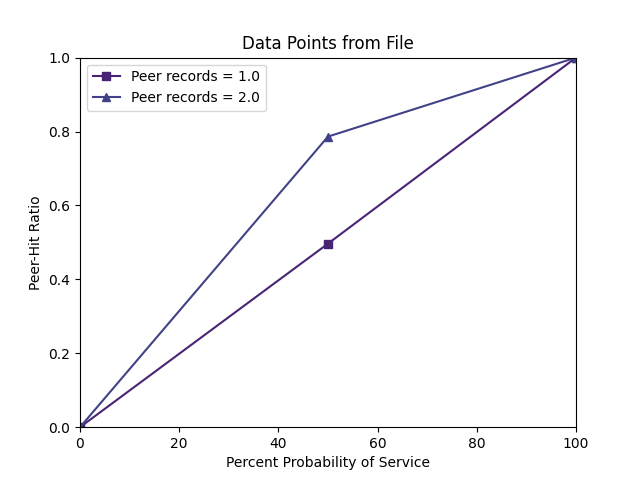 Data Points from File
1.0
0.8
0.6
0.4
0.2
0.0
Peer-Hit Ratio
Peer records = 1.0
Peer records = 2.0
0 20 40 60 80 100
Percent Probability of Service